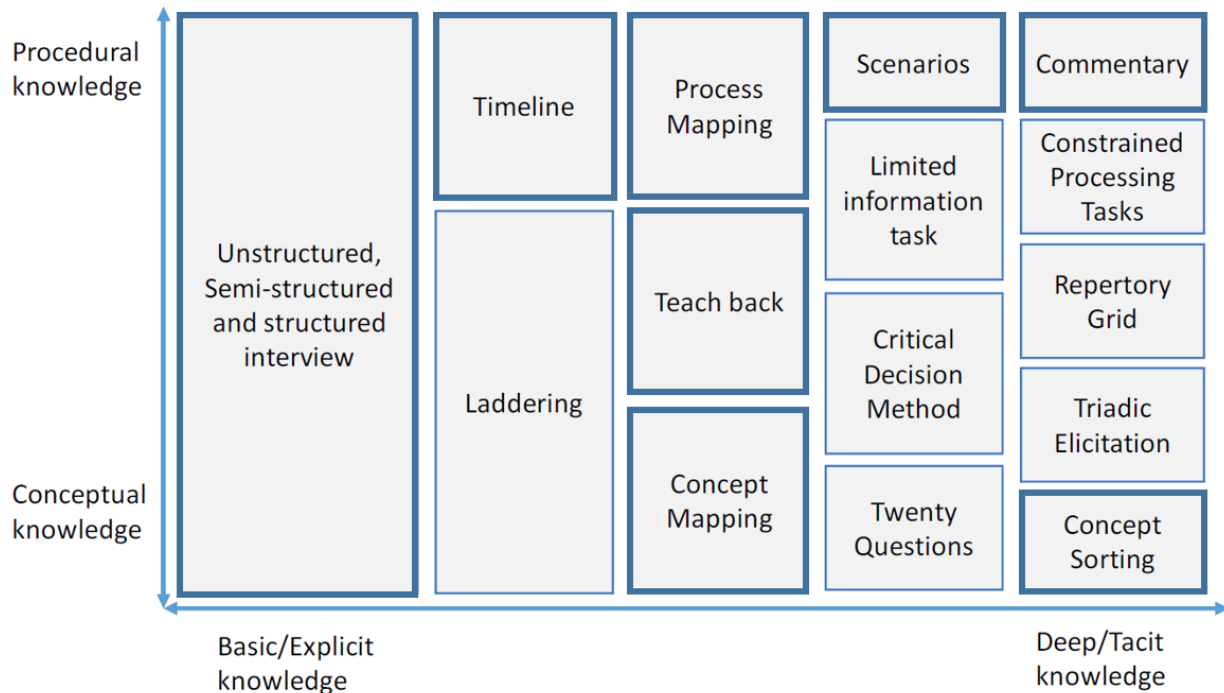 Procedural
knowledge
Conceptual
knowledge
Unstructured,
Semi-structured
and structured
interview
Timeline
Laddering
Process
Mapping
Teach back
Concept
Mapping
Scenarios
Limited
information
task
Critical
Decision
Method
Twenty
Questions
Commentary
Constrained
Processing
Tasks
Repertory
Grid
Triadic
Elicitation
Concept
Sorting
Basic/Explicit
knowledge
Deep/Tacit
knowledge